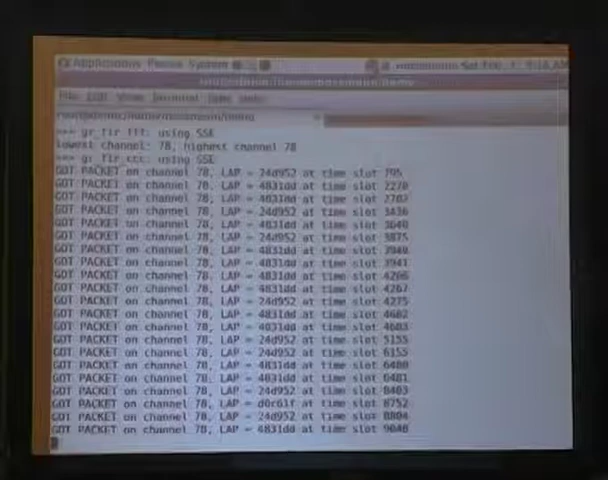 Applications Places System
File Edit View Terminal Tabs Help
>>> gr_fir_fff: using SSE
lowest channel: 78, highest channel 78
>>> gr_fir_ccc: using SSE
GOT PACKET on channel 78, LAP = 24d952 at time slot 795
GOT PACKET on channel 78, LAP = 4831dd at time slot 2270
GOT PACKET on channel 78, LAP = 4831dd at time slot 2702
GOT PACKET on channel 78, LAP = 24d952 at time slot 3436
GOT PACKET on channel 78, LAP = 4831dd at time slot 3640
GOT PACKET on channel 78, LAP = 24d952 at time slot 3875
GOT PACKET on channel 78, LAP = 4831dd at time slot 3940
GOT PACKET on channel 78, LAP = 4831dd at time slot 3941
GOT PACKET on channel 78, LAP = 4831dd at time slot 4266
GOT PACKET on channel 78, LAP = 4831dd at time slot 4267
GOT PACKET on channel 78, LAP = 24d952 at time slot 4275
GOT PACKET on channel 78, LAP = 4831dd at time slot 4602
GOT PACKET on channel 78, LAP = 4831dd at time slot 4603
GOT PACKET on channel 78, LAP = 24d952 at time slot 5155
GOT PACKET on channel 78, LAP = 24d952 at time slot 6155
GOT PACKET on channel 78, LAP = 4831dd at time slot 6480
GOT PACKET on channel 78, LAP = 4831dd at time slot 6481
GOT PACKET on channel 78, LAP = 24d952 at time slot 8403
GOT PACKET on channel 78, LAP = d0c61f at time slot 8752
GOT PACKET on channel 78, LAP = 24d952 at time slot 8804
GOT PACKET on channel 78, LAP = 4831dd at time slot 9040